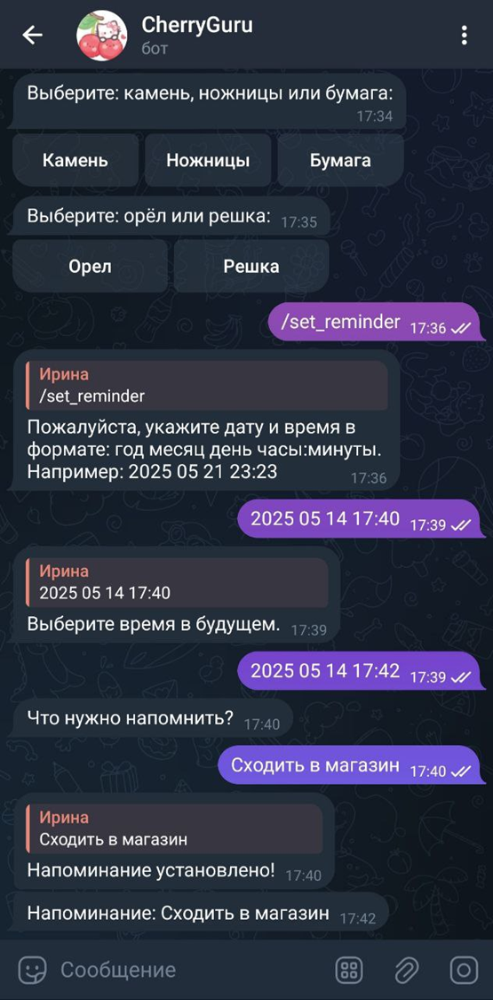 CherryGuru
бот
Выберите: камень, ножницы или бумага:
17:34
Камень Ножницы Бумага
Выберите: орёл или решка: 17:35
Орел Решка
/set_reminder 17:36
Ирина
/set_reminder
Пожалуйста, укажите дату и время в
формате: год месяц день часы:минуты.
Например: 2025 05 21 23:23 17:36
2025 05 14 17:40 17:39
Ирина
2025 05 14 17:40
Выберите время в будущем. 17:39
2025 05 14 17:42 17:39
Что нужно напомнить? 17:40
Сходить в магазин 17:40
Ирина
Сходить в магазин
Напоминание установлено! 17:40
Напоминание: Сходить в магазин 17:42
Сообщение